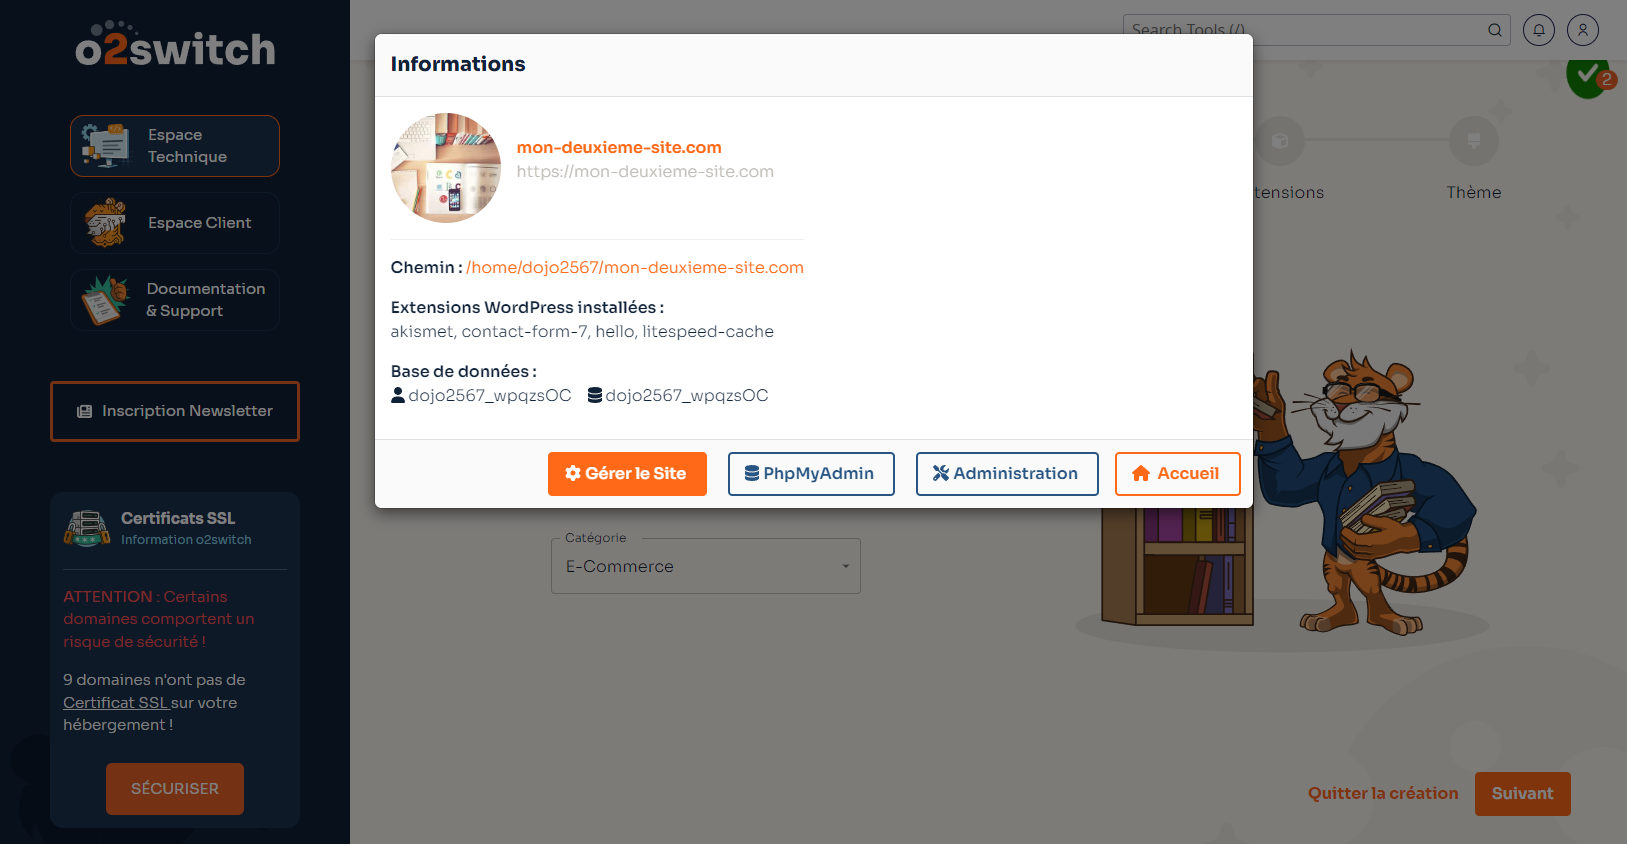 o2switch
Espace
Technique
Espace Client
Documentation
& Support
Inscription Newsletter
Certificats SSL
Information o2switch
ATTENTION : Certains
domaines comportent un
risque de sécurité !
9 domaines n'ont pas de
Certificat SSL sur votre
hébergement !
SÉCURISER
Search Tools (/)
2
tensions
Thème
Informations
mon-deuxieme-site.com
https://mon-deuxieme-site.com
Chemin : /home/dojo2567/mon-deuxieme-site.com
Extensions WordPress installées :
akismet, contact-form-7, hello, litespeed-cache
Base de données :
dojo2567_wpqzsOC dojo2567_wpqzsOC
Gérer le Site
PhpMyAdmin
Administration
Accueil
Catégorie
E-Commerce
Quitter la création
Suivant